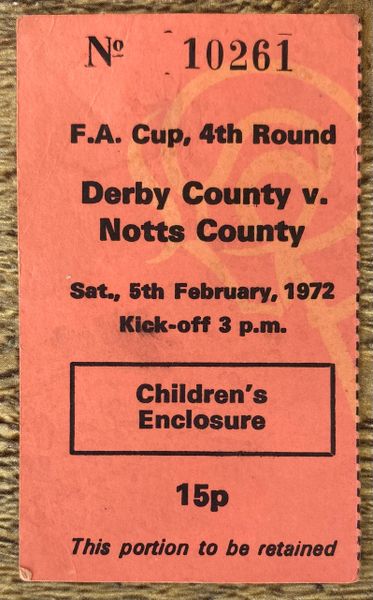 Nº 10261
F.A. Cup, 4th Round
Derby County v.
Notts County
Sat., 5th February, 1972
Kick-off 3 p.m.
Children's
Enclosure
15p
This portion to be retained